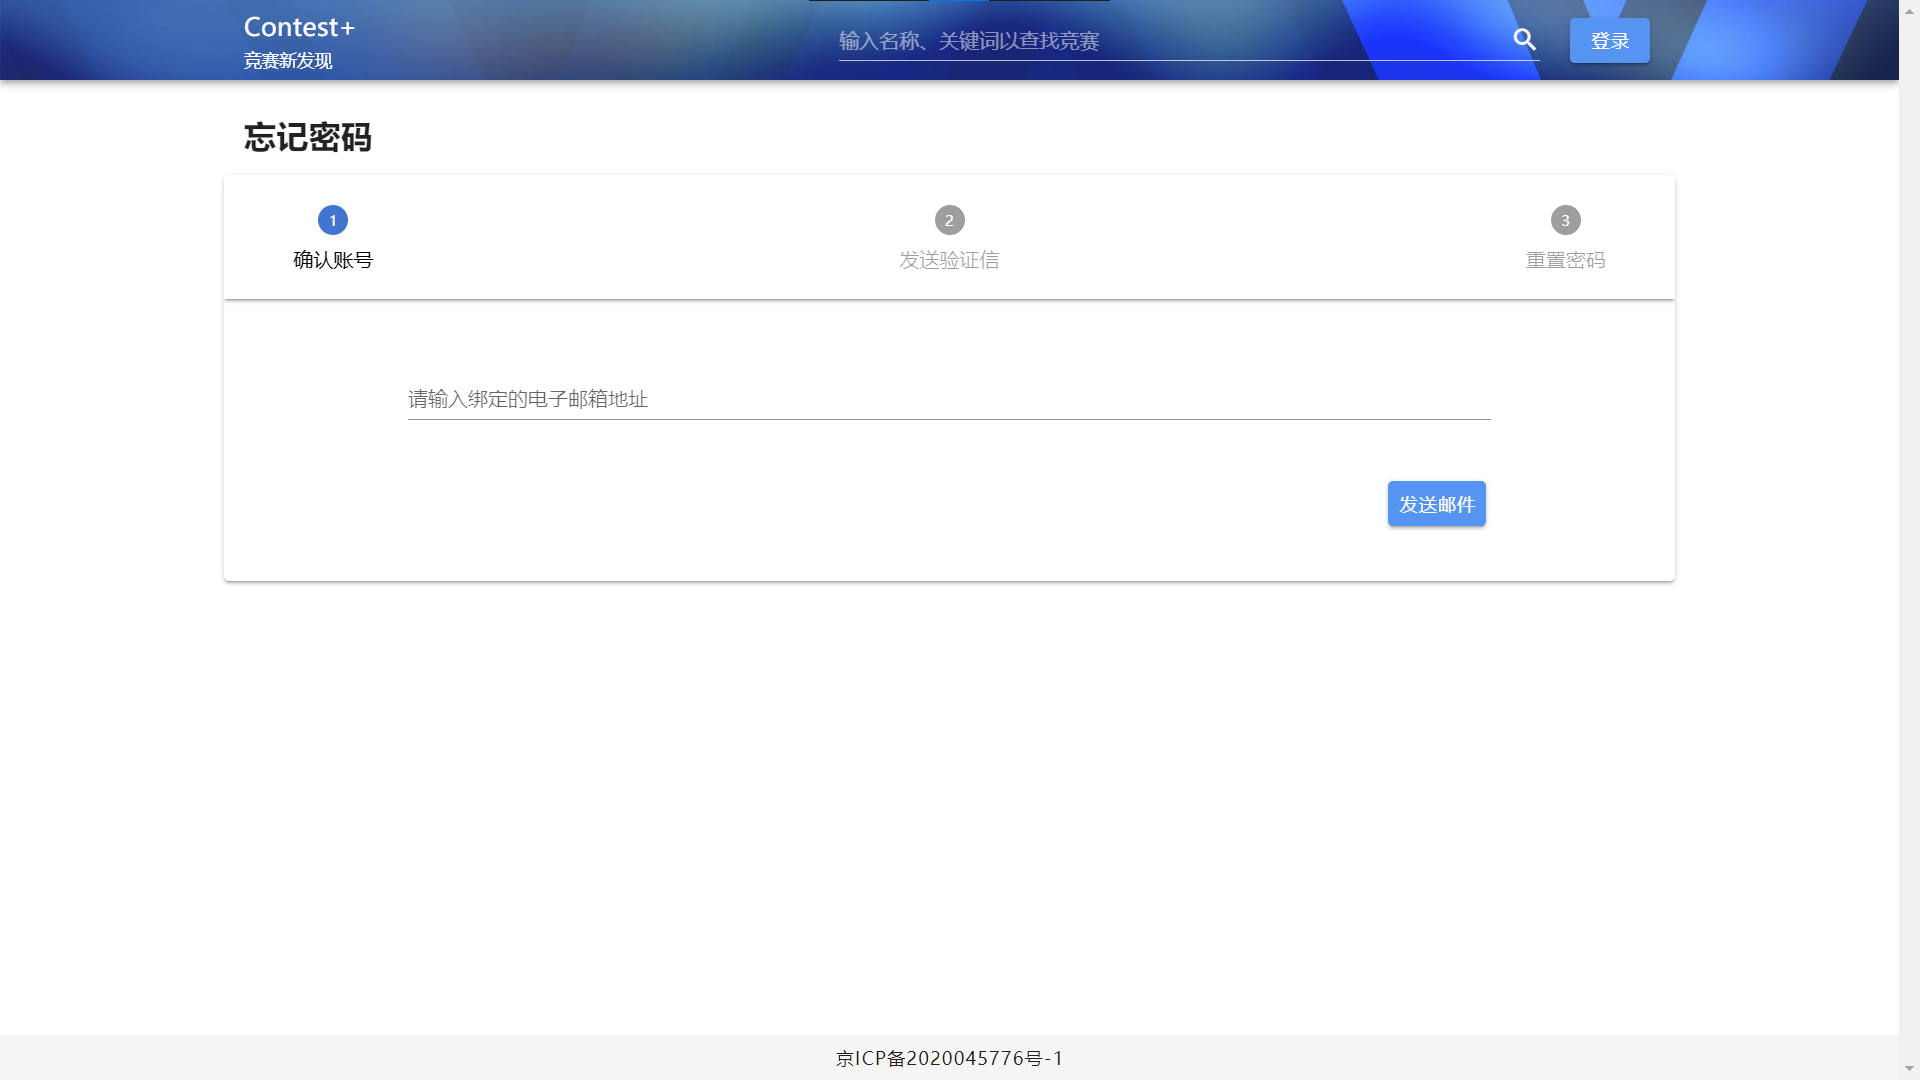 Contest+
竞赛新发现
输入名称、关键词以查找竞赛
登录
忘记密码
1
确认账号
2
发送验证信
3
重置密码
请输入绑定的电子邮箱地址
发送邮件
京ICP备2020045776号-1